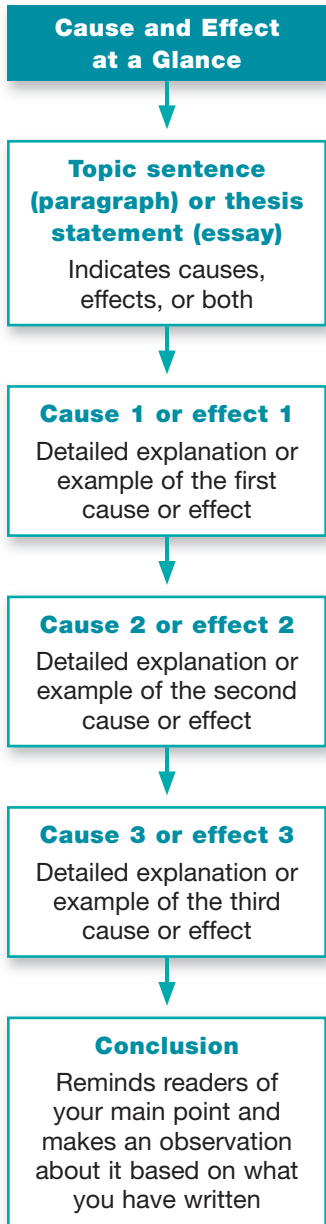 Cause and Effect
at a Glance
Topic sentence
(paragraph) or thesis
statement (essay)
Indicates causes,
effects, or both
Cause 1 or effect 1
Detailed explanation or
example of the first
cause or effect
Cause 2 or effect 2
Detailed explanation or
example of the second
cause or effect
Cause 3 or effect 3
Detailed explanation or
example of the third
cause or effect
Conclusion
Reminds readers of
your main point and
makes an observation
about it based on what
you have written